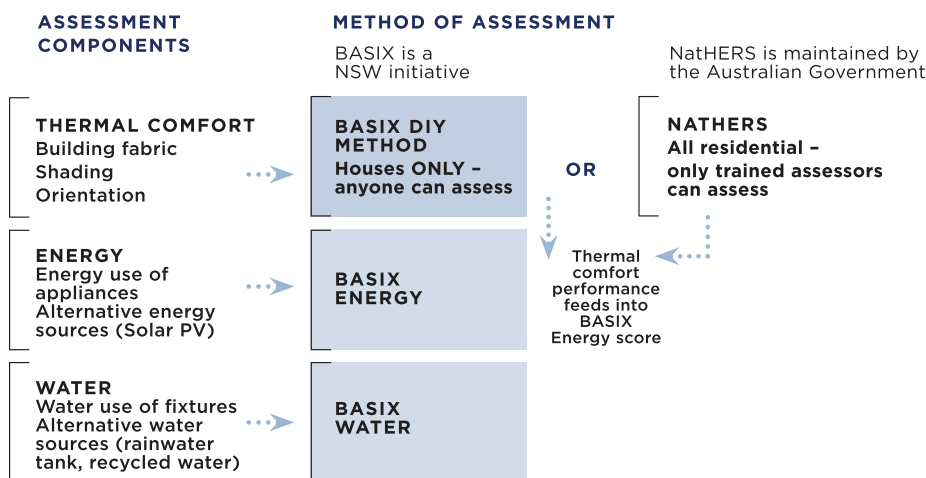 ASSESSMENT
COMPONENTS
METHOD OF ASSESSMENT
BASIX is a
NSW initiative
NatHERS is maintained by
the Australian Government
THERMAL COMFORT
Building fabric
Shading
Orientation
BASIX DIY
METHOD
Houses ONLY –
anyone can assess
OR
NATHERS
All residential –
only trained assessors
can assess
ENERGY
Energy use of
appliances
Alternative energy
sources (Solar PV)
BASIX
ENERGY
Thermal
comfort
performance
feeds into
BASIX
Energy score
WATER
Water use of fixtures
Alternative water
sources (rainwater
tank, recycled water)
BASIX
WATER